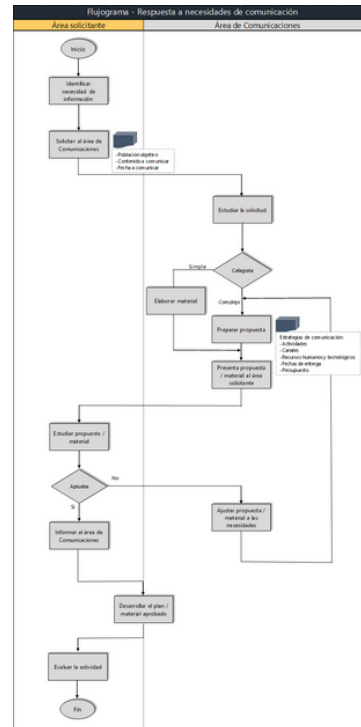 Flujograma - Respuesta a necesidades de comunicación
Área solicitante
Área de Comunicaciones
Inicio
Identificar
necesidad de
información
Solicitar al área de
Comunicaciones
-Población objetivo
-Contenido a comunicar
-Fecha a comunicar
Estudiar la solicitud
Categoría
Simple
Complejo
Elaborar material
Preparar propuesta
Estrategias de comunicación:
-Actividades
-Canales
-Recursos humanos y tecnológicos
-Fechas de entrega
-Presupuesto
Presenta propuesta
/ material al área
solicitante
Estudiar propuesta /
material
Aprueba
No
Si
Ajustar propuesta /
material a las
necesidades
Informar al área de
Comunicaciones
Desarrollar el plan /
material aprobado
Evaluar la actividad
Fin